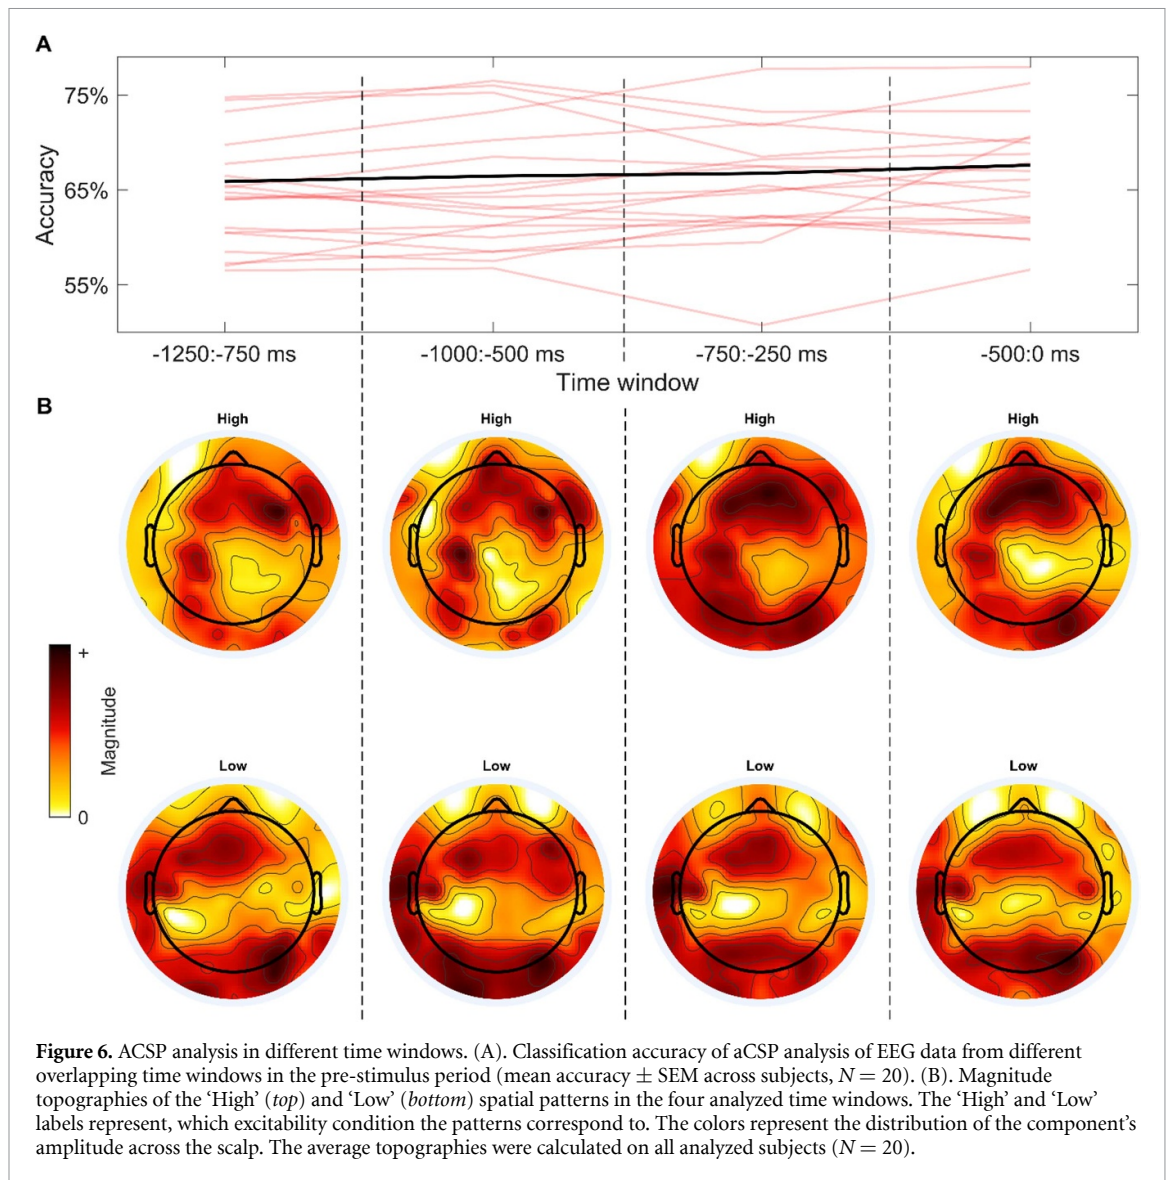 A
75%
65%
55%
Accuracy
-1250:-750 ms
-1000:-500 ms
-750:-250 ms
-500:0 ms
Time window
B
High
High
High
High
+
Magnitude
0
Low
Low
Low
Low
Figure 6. ACSP analysis in different time windows. (A). Classification accuracy of aCSP analysis of EEG data from different
overlapping time windows in the pre-stimulus period (mean accuracy ± SEM across subjects, N = 20). (B). Magnitude
topographies of the ‘High’ (top) and ‘Low’ (bottom) spatial patterns in the four analyzed time windows. The ‘High’ and ‘Low’
labels represent, which excitability condition the patterns correspond to. The colors represent the distribution of the component’s
amplitude across the scalp. The average topographies were calculated on all analyzed subjects (N = 20).